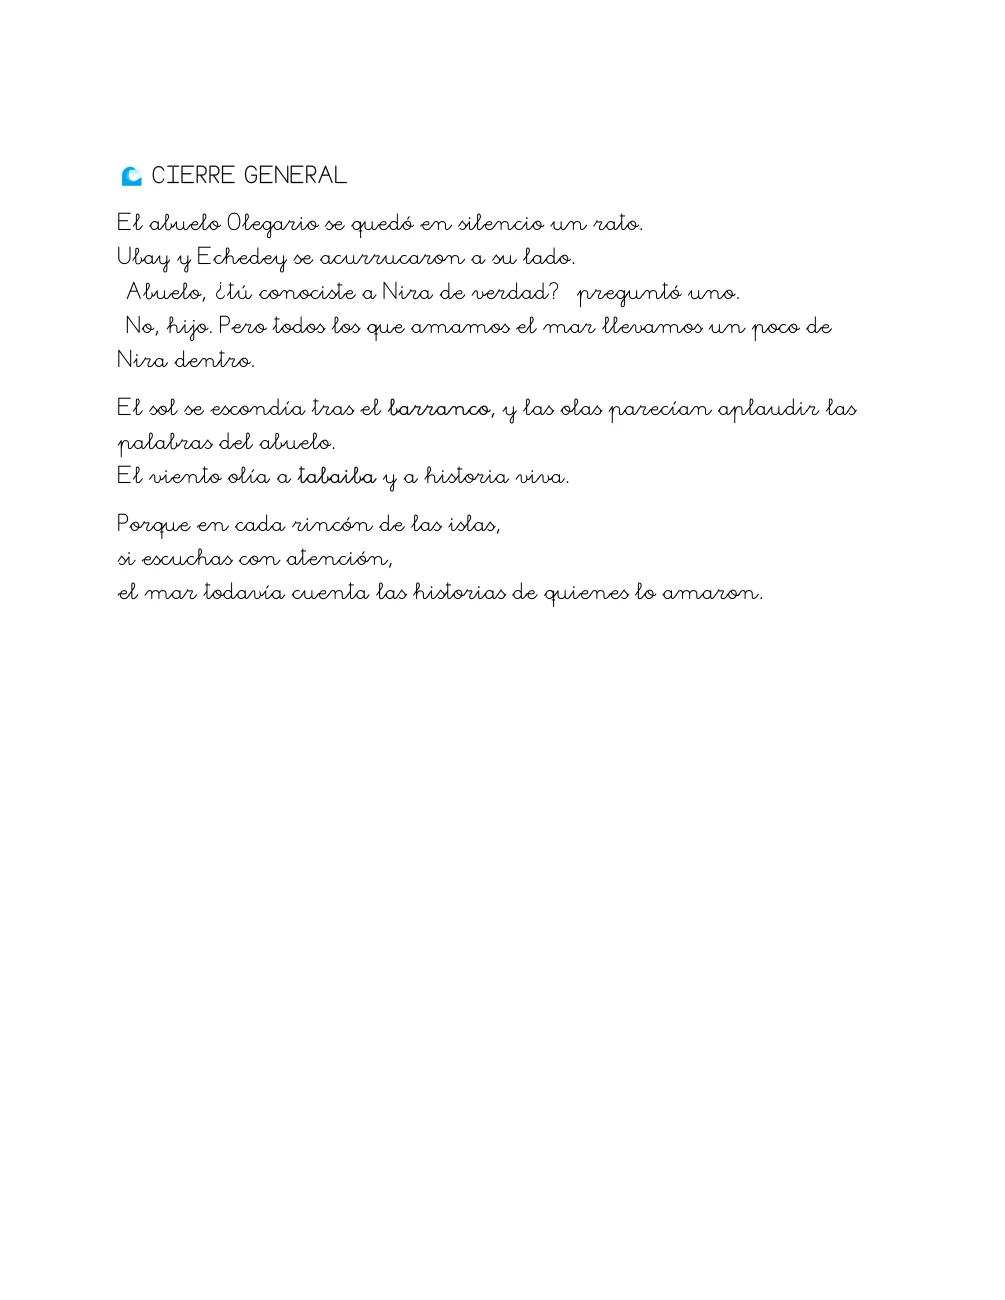 🌊 CIERRE GENERAL
El abuelo Olegario se quedó en silencio un rato.
Ubay y Echedey se acurrucaron a su lado.
Abuelo, ¿tú conociste a Nira de verdad? preguntó uno.
No, hijo. Pero todos los que amamos el mar llevamos un poco de
Nira dentro.
El sol se escondía tras el barranco, y las olas parecían aplaudir las
palabras del abuelo.
El viento olía a tabaiba y a historia viva.
Porque en cada rincón de las islas,
si escuchas con atención,
el mar todavía cuenta las historias de quienes lo amaron.